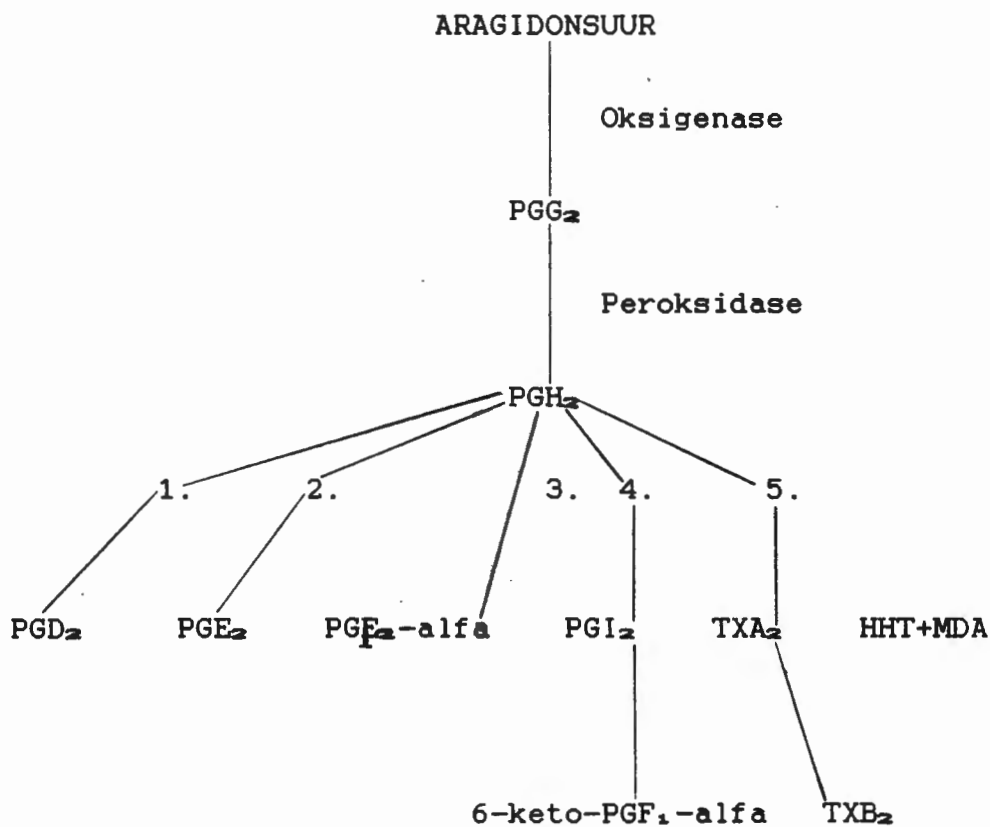 ARAGIDONSUUR
Oksigenase
PGG₂
Peroksidase
PGH₂
1. 2. 3. 4. 5.
PGD₂ PGE₂ PGF₂-alfa PGI₂ TXA₂ HHT+MDA
6-keto-PGF₁-alfa TXB₂